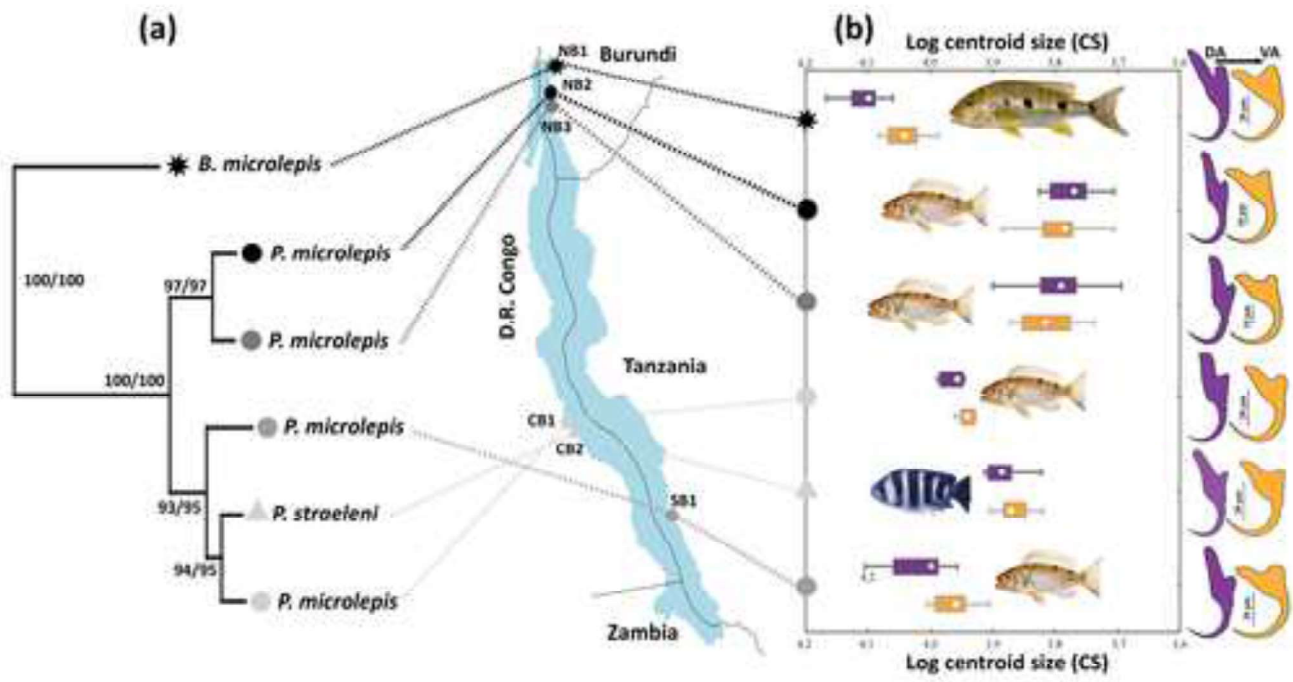 (a)
(b)
Log centroid size (CS)
DA
VA
NB1
Burundi
NB2
NB3
B. microlepis
P. microlepis
97/97
100/100
P. microlepis
D.R. Congo
Tanzania
100/100
P. microlepis
CB1
CB2
93/95
P. straeleni
SB1
94/95
P. microlepis
Zambia
Log centroid size (CS)